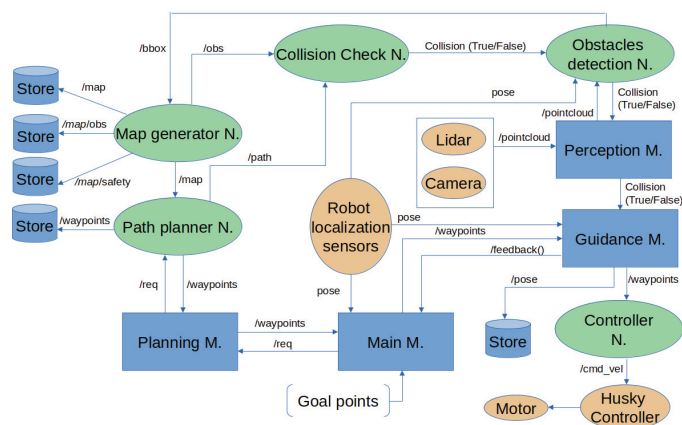 /bbox
/obs
Collision Check N.
Collision (True/False)
Obstacles
detection N.
Store
/map
pose
Collision
(True/False)
/pointcloud
Store
/map/obs
Map generator N.
Lidar
/pointcloud
Perception M.
/path
Store
/map/safety
/map
Camera
Collision
(True/False)
Store
/waypoints
Path planner N.
Robot
localization
sensors
pose
/waypoints
Guidance M.
/feedback()
/req
/waypoints
pose
/pose
/waypoints
Planning M.
/waypoints
/req
Main M.
Store
Controller
N.
/cmd_vel
Goal points
Motor
Husky
Controller